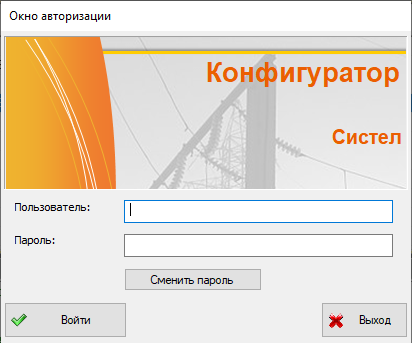 Окно авторизации
Конфигуратор
Систел
Пользователь:
Пароль:
Сменить пароль
Войти
Выход